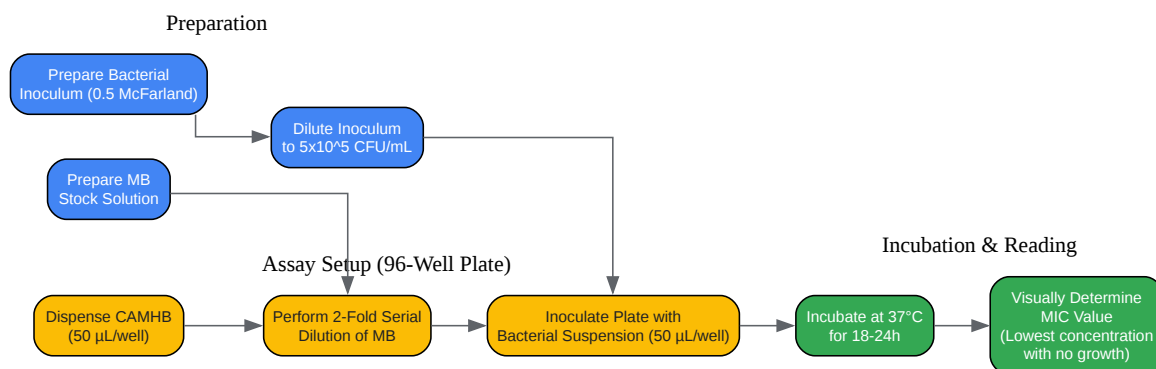 Preparation
Prepare Bacterial
Inoculum (0.5 McFarland)
Dilute Inoculum
to 5x10^5 CFU/mL
Prepare MB
Stock Solution
Assay Setup (96-Well Plate)
Dispense CAMHB
(50 µL/well)
Perform 2-Fold Serial
Dilution of MB
Inoculate Plate with
Bacterial Suspension (50 µL/well)
Incubation & Reading
Incubate at 37°C
for 18-24h
Visually Determine
MIC Value
(Lowest concentration
with no growth)